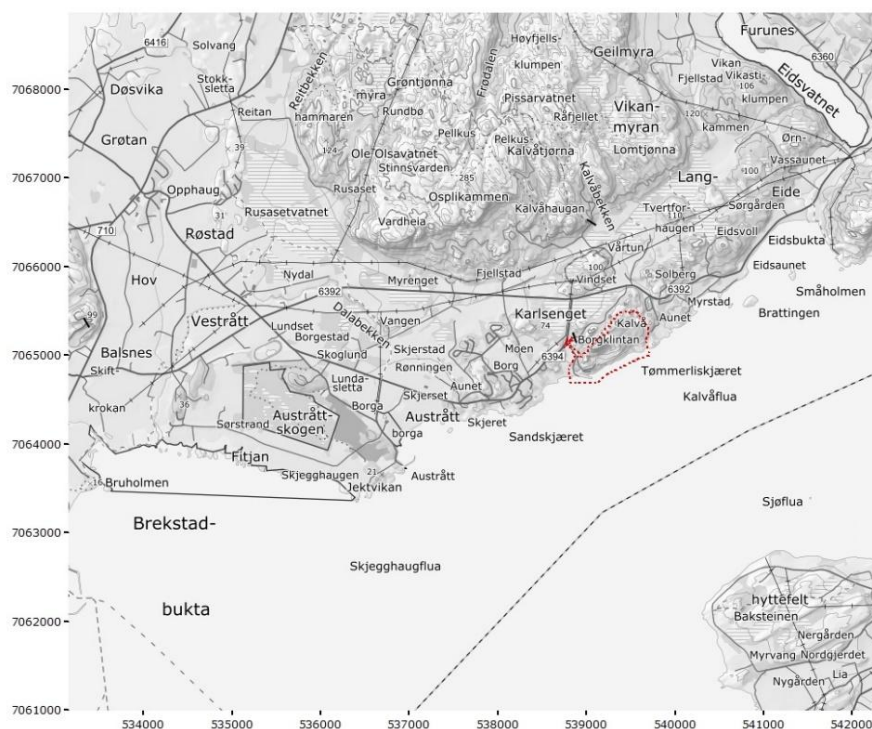 Furunes
Solvang
6416
Høyfjells-
klumpen
Geilmyra
6360
Reitbekken
Frødalen
Vikan
Vikasti
Eidsvatnet
Stokk-
sletta
Grøntjønna
Fjellstad
106
7068000
Døsvika
myra
Pissarvatnet
Vikan-
myran
klumpen
Reitan
hammaren
Rundbø
Råfjellet
120
kammen
Grøtan
Pelkus
Pelkus-
Kalvåtjørna
Ørn-
39
124
Ole Olsavatnet
Stinnsvarden
Lomtjønna
Vassaunet
7067000
Opphaug
Rusaset
285
Osplikammen
Kalvåbekken
Lang-
100
Eide
31
Rusasetvatnet
Kalvåhaugan
Tverrfor-
110
haugen
Sørgården
710
Røstad
Vardheia
Eidsvoll
Eidsbukta
7066000
Hov
Nydal
Myrenget
Fjellstad
Vårtun
100
Vindset
Solberg
Eidsaunet
6392
6392
Småholmen
99
Vestrått
Lundset
Dalabekken
Vangen
Karlsenget
Kalvå
Myrstad
Aunet
Brattingen
Borgestad
74
7065000
Balsnes
Skoglund
Skjerstad
Moen
A
Borgklintan
Skift-
Rønningen
Borg
6394
krokan
Lunda-
sletta
Aunet
Tømmerliskjæret
36
Austrått-
skogen
Borga
Skjerset
Austrått
Kalvåflua
7064000
Sørstrand
borga
Skjeret
Sandskjæret
Fitjan
Skjegghaugen
21
Austrått
16
Bruholmen
Jektvikan
Sjøflua
7063000
Brekstad-
Skjegghaugflua
hyttefelt
7062000
bukta
Baksteinen
Nergården
Myrvang
Nordgjerdet
Nygården
Lia
7061000
534000
535000
536000
537000
538000
539000
540000
541000
542000